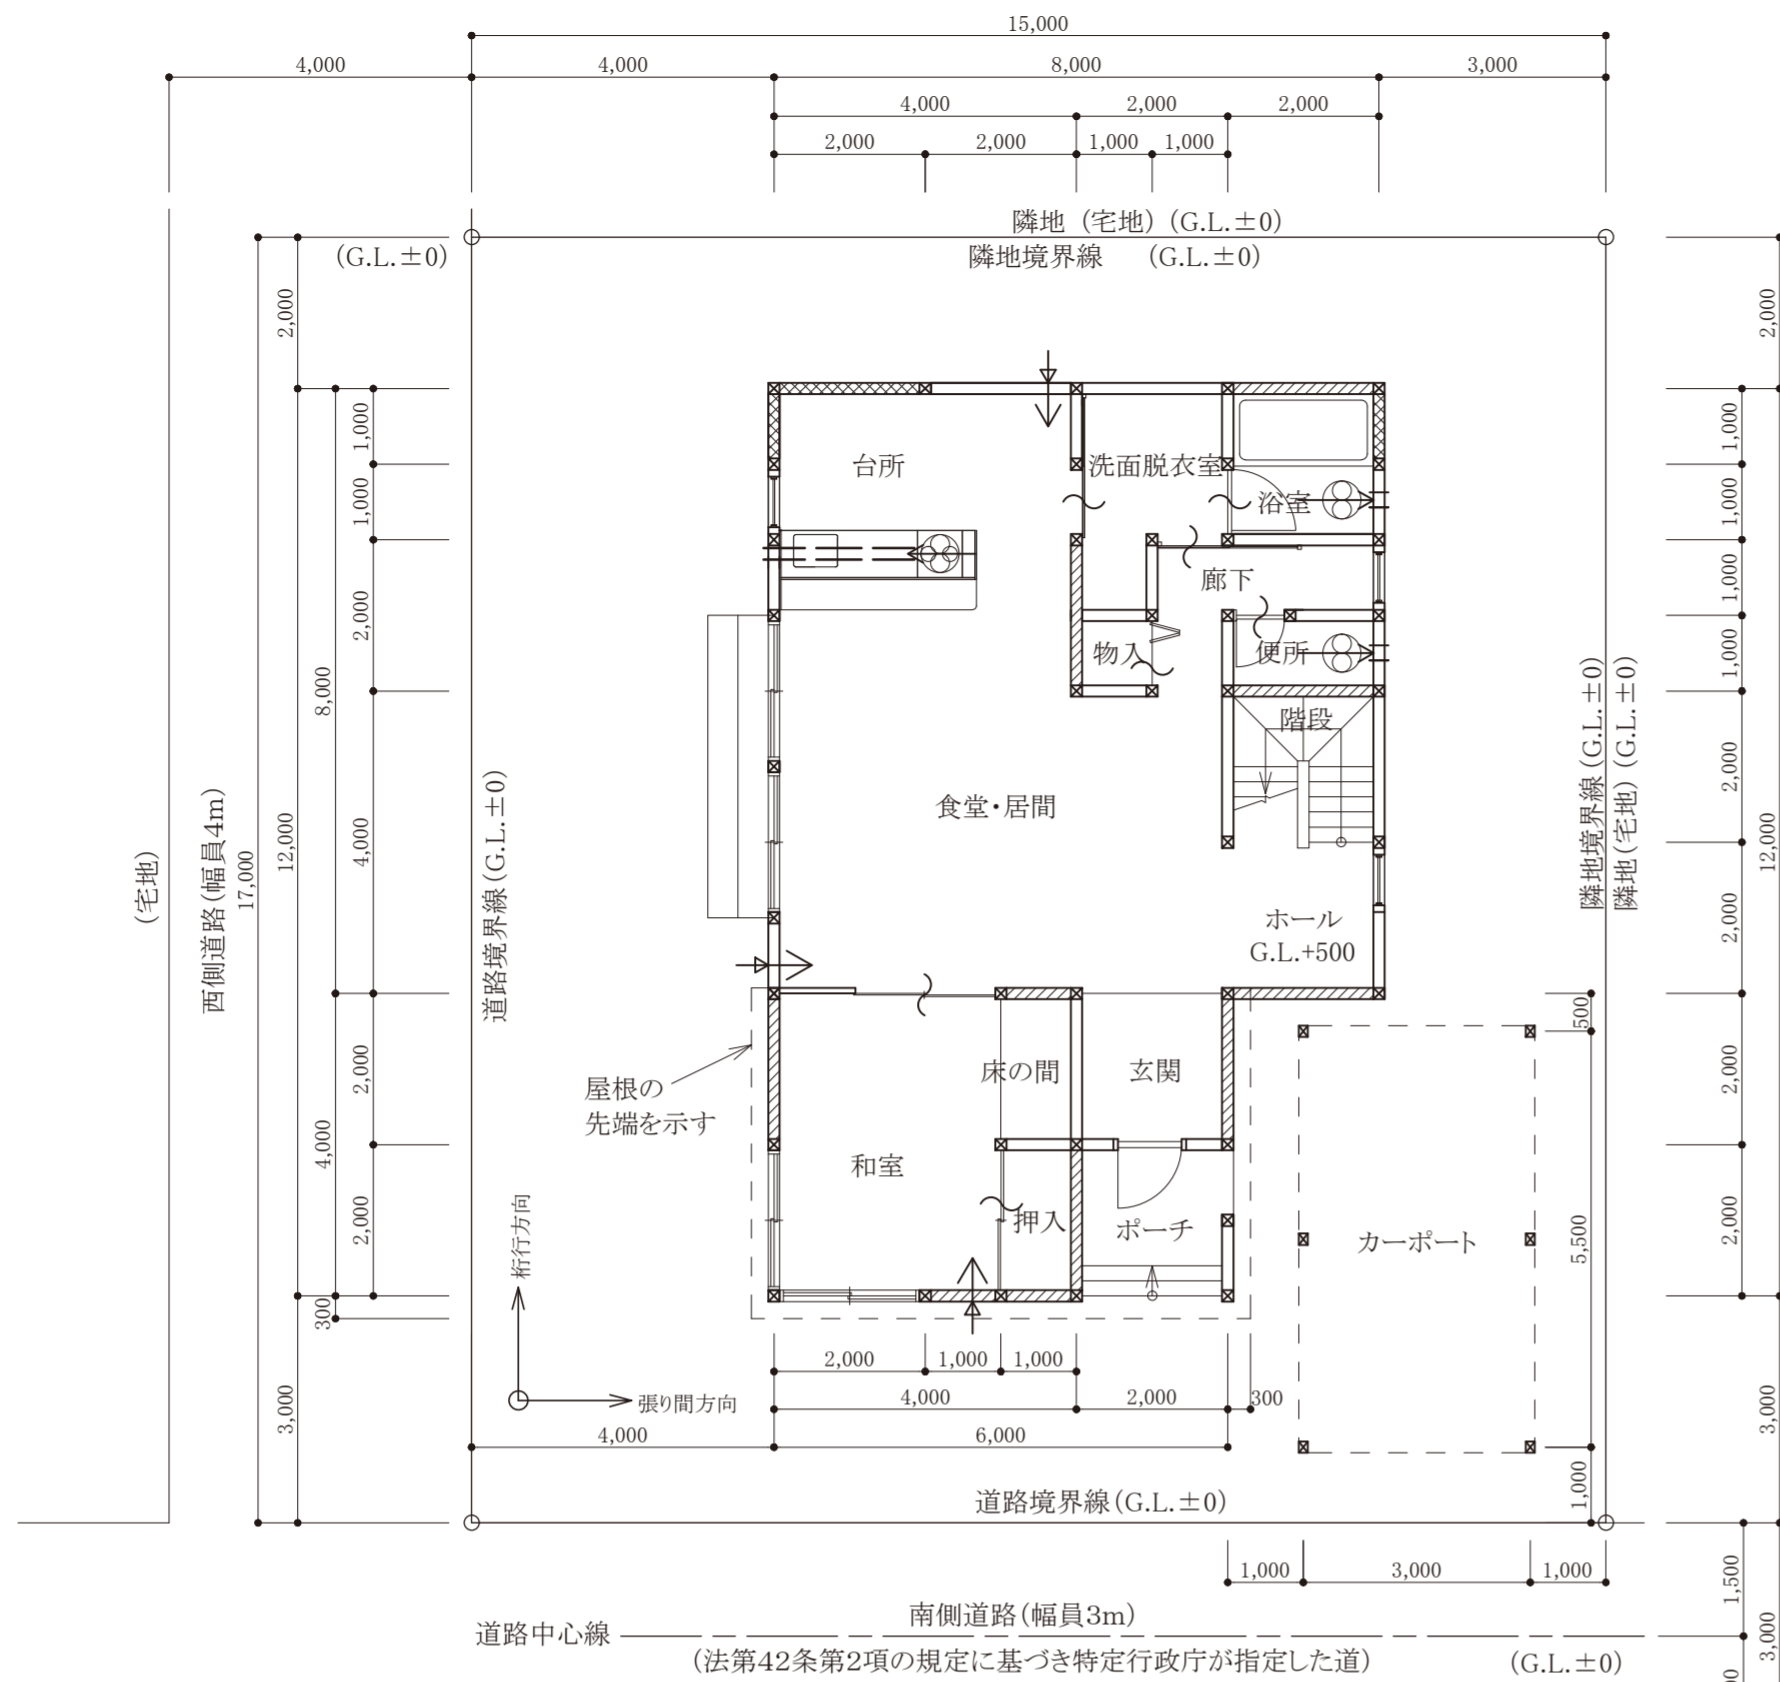 15,000
4,000
4,000
8,000
3,000
4,000
2,000
2,000
2,000
2,000
1,000
1,000
隣地（宅地）(G.L.±0)
(G.L.±0)
隣地境界線 (G.L.±0)
2,000
2,000
1,000
1,000
台所
洗面脱衣室
浴室
1,000
1,000
廊下
2,000
1,000
物入
便所
1,000
8,000
階段
隣地境界線(G.L.±0)
隣地(宅地)(G.L.±0)
2,000
食堂・居間
道路境界線(G.L.±0)
西側道路(幅員4m)
(宅地)
17,000
12,000
4,000
12,000
ホール
G.L.+500
2,000
500
2,000
床の間
玄関
2,000
屋根の
先端を示す
4,000
和室
押入
ポーチ
カーポート
2,000
5,500
2,000
桁行方向
300
張り間方向
2,000
1,000
1,000
4,000
2,000
300
3,000
3,000
4,000
6,000
1,000
道路境界線(G.L.±0)
1,000
3,000
1,000
1,500
南側道路(幅員3m)
道路中心線
3,000
(法第42条第2項の規定に基づき特定行政庁が指定した道)
(G.L.±0)